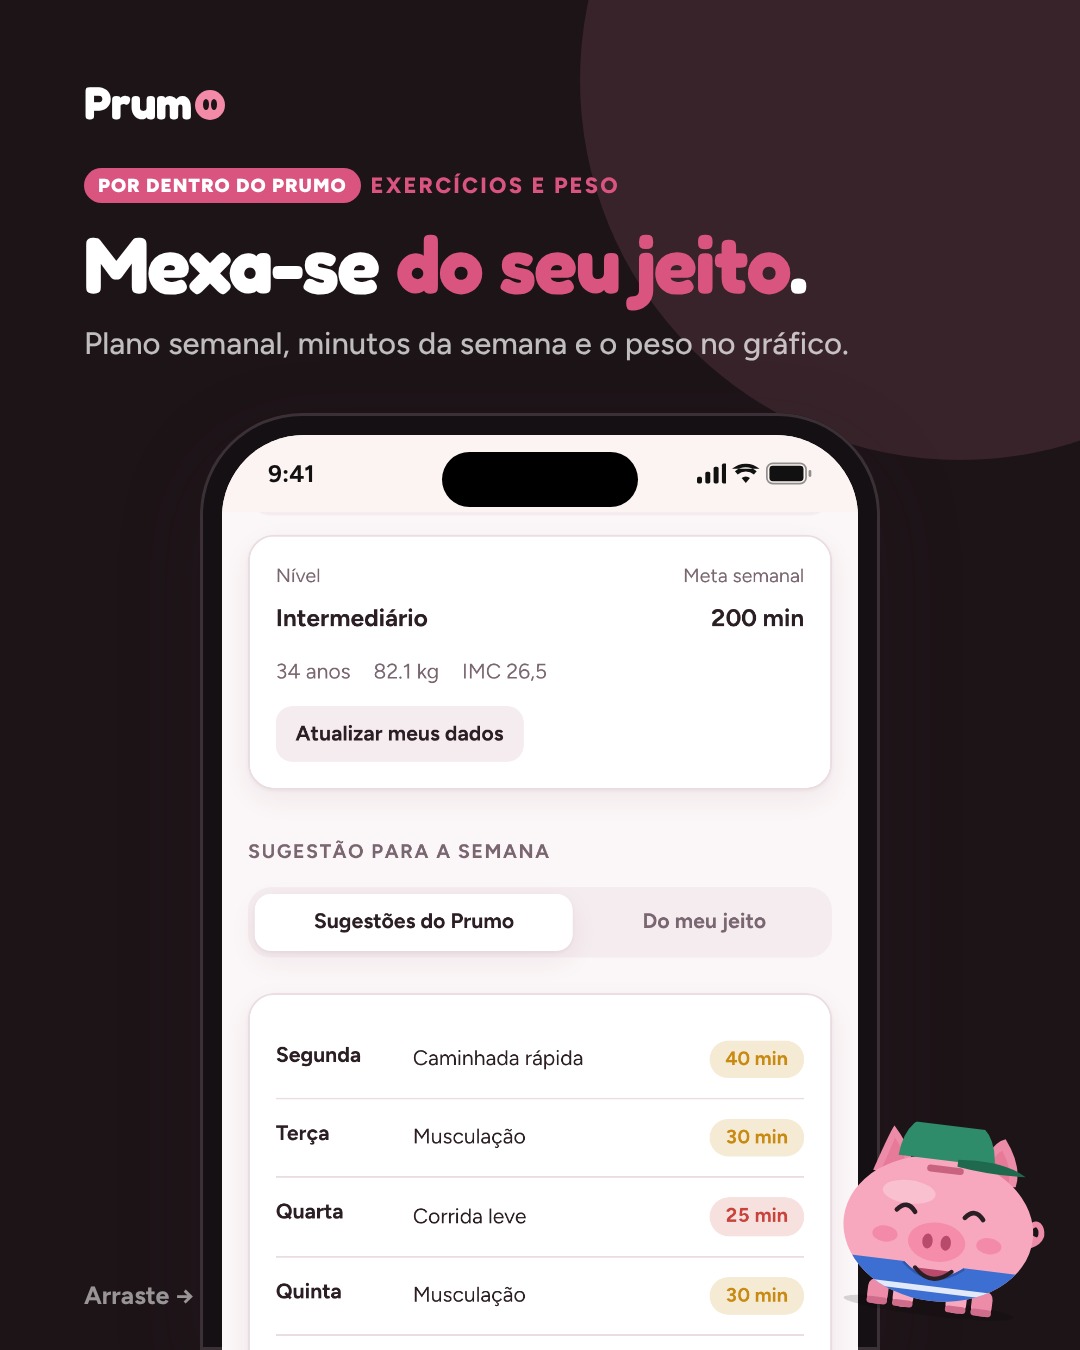 Prumo
POR DENTRO DO PRUMO EXERCÍCIOS E PESO
Mexa-se do seu jeito.
Plano semanal, minutos da semana e o peso no gráfico.
9:41
Nível Meta semanal
Intermediário 200 min
34 anos 82.1 kg IMC 26,5
Atualizar meus dados
SUGESTÃO PARA A SEMANA
Sugestões do Prumo Do meu jeito
Segunda Caminhada rápida 40 min
Terça Musculação 30 min
Quarta Corrida leve 25 min
Quinta Musculação 30 min
Arraste →